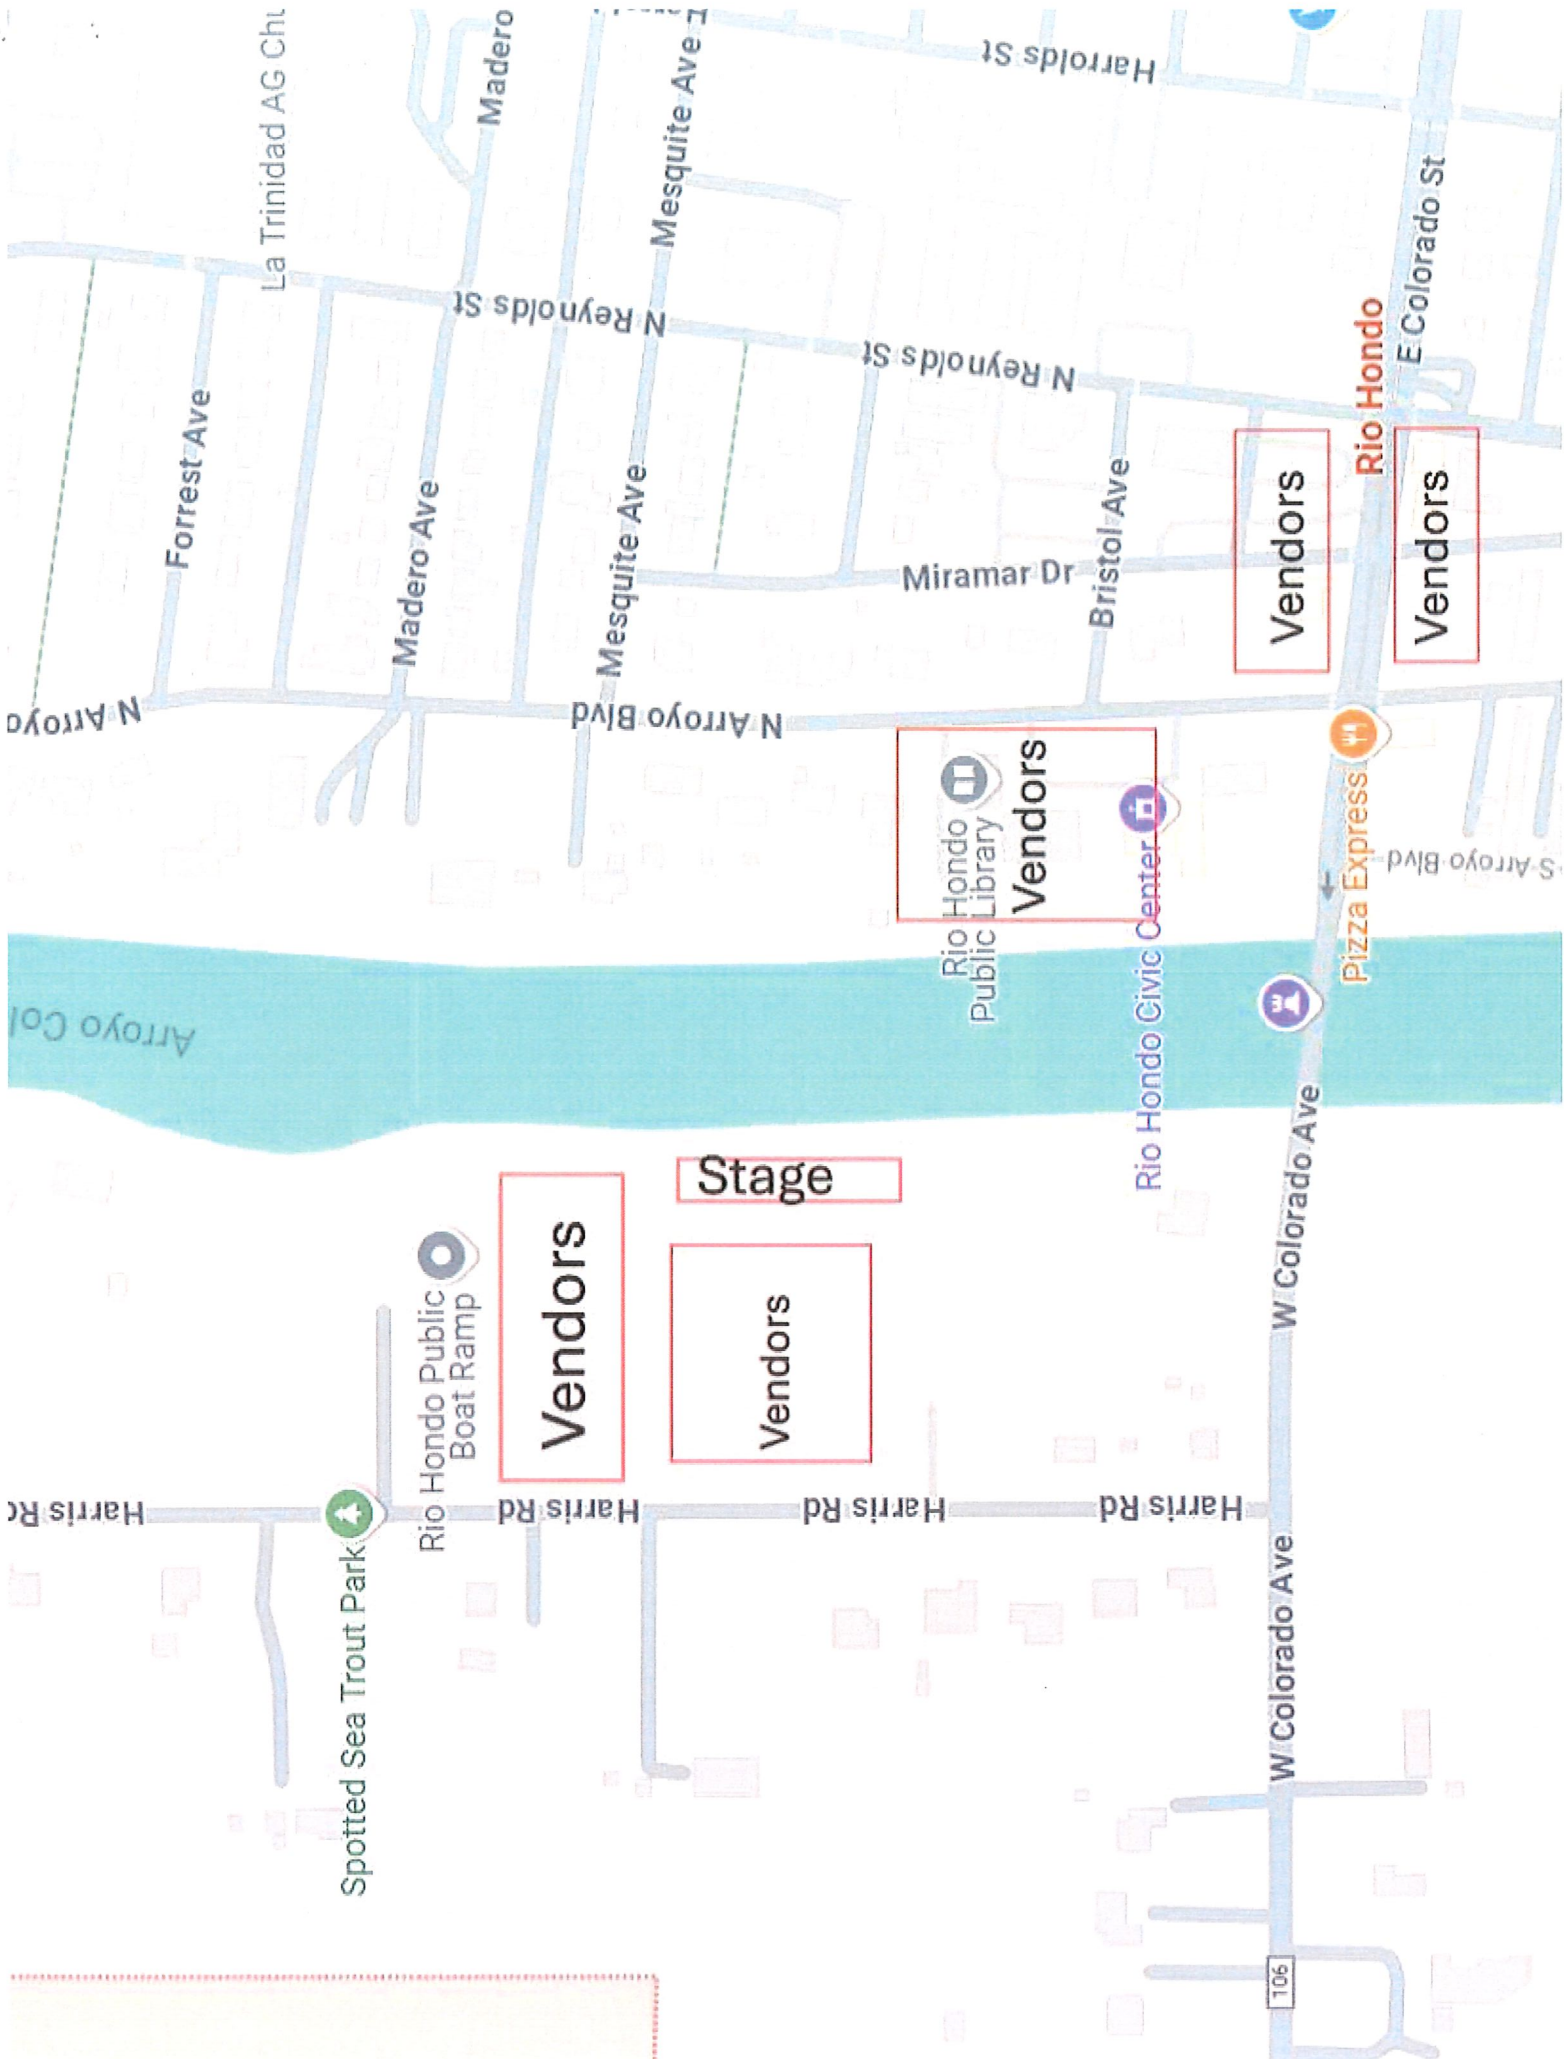 La Trinidad AG Chu
Madero
Mesquite Ave
Harrolds St
E Colorado St
N Reynolds St
N Reynolds St
Rio Hondo
Forrest Ave
Madero Ave
Mesquite Ave
Miramar Dr
Bristol Ave
Vendors
Vendors
N Arroyo
N Arroyo Blvd
Rio Hondo
Public Library
Vendors
Rio Hondo Civic Center
Pizza Express
S Arroyo Blvd
Arroyo Col
Stage
Vendors
Vendors
Rio Hondo Public
Boat Ramp
W Colorado Ave
Harris Rd
Harris Rd
Harris Rd
Harris Rd
Spotted Sea Trout Park
W Colorado Ave
106